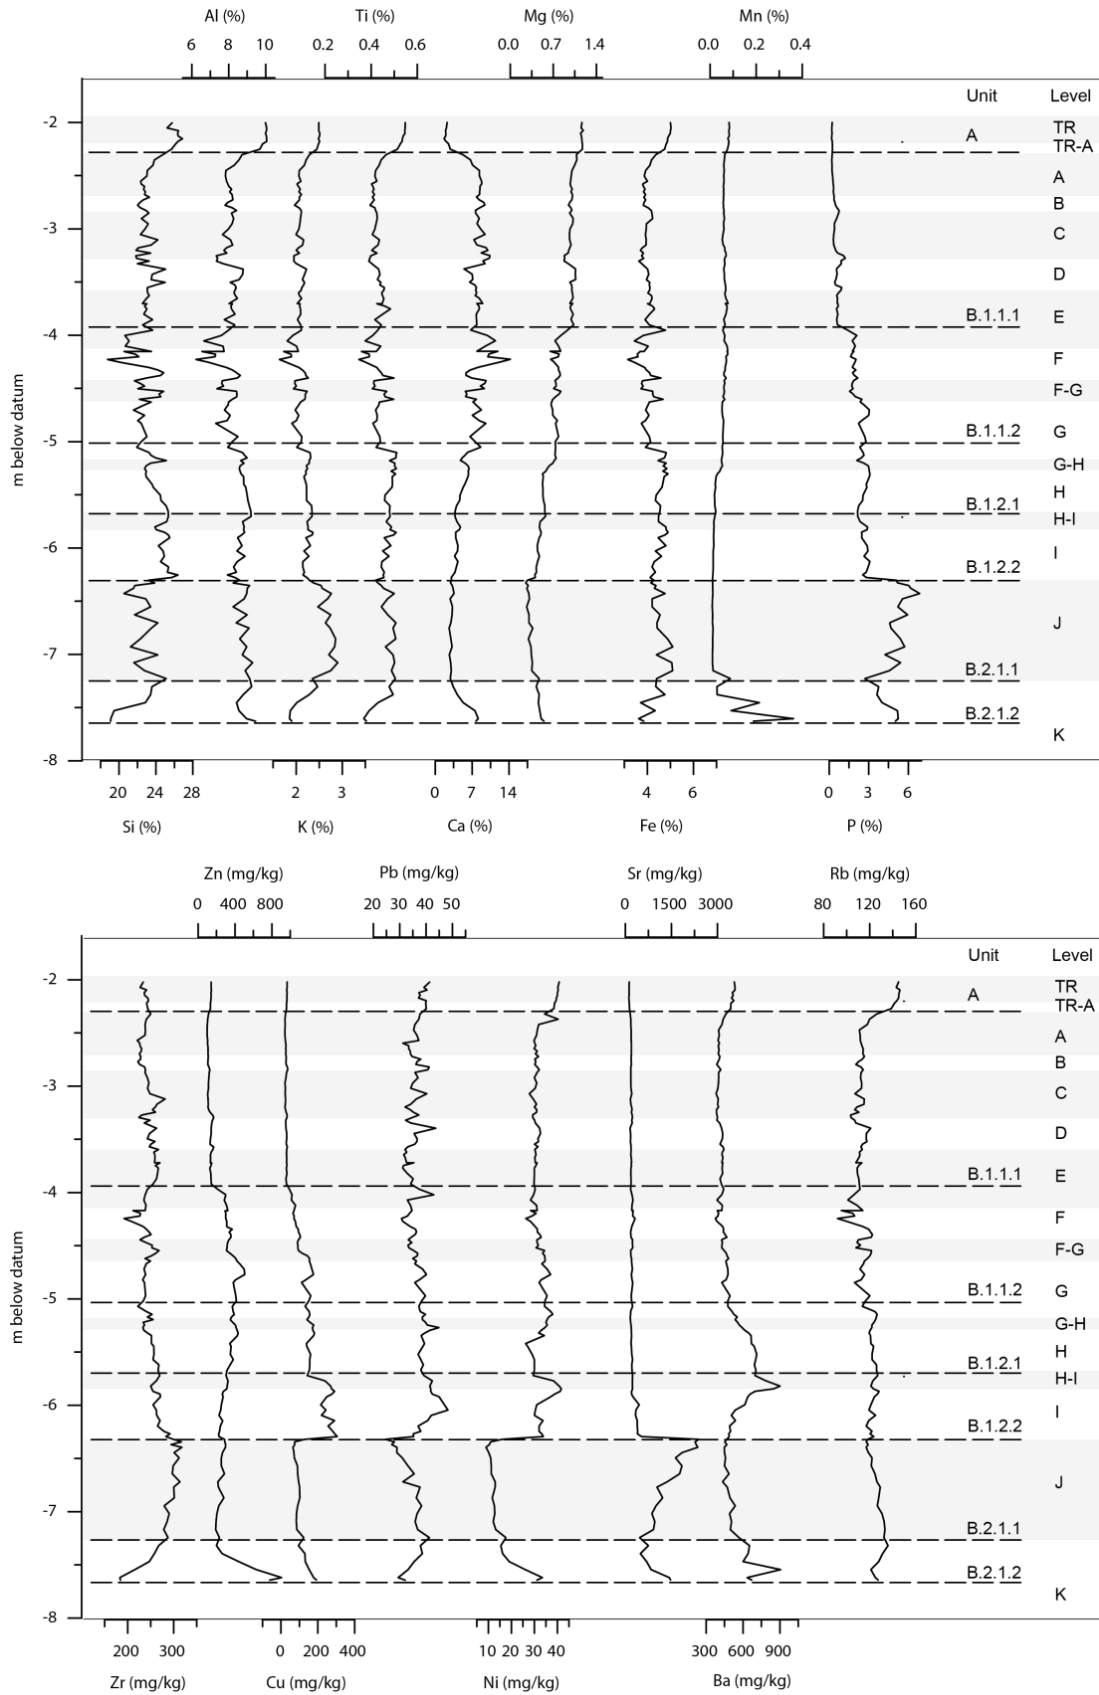 Al (%) Ti (%) Mg (%) Mn (%)
6 8 10 0.2 0.4 0.6 0.0 0.7 1.4 0.0 0.2 0.4
Unit Level
-2 A TR
TR-A
A
B
-3 C
D
B.1.1.1 E
-4
F
F-G
B.1.1.2 G
-5
G-H
H
B.1.2.1
H-I
-6 I
B.1.2.2
J
-7
B.2.1.1
B.2.1.2
K
-8
m below datum
20 24 28 2 3 0 7 14 4 6 0 3 6
Si (%) K (%) Ca (%) Fe (%) P (%)
Zn (mg/kg) Pb (mg/kg) Sr (mg/kg) Rb (mg/kg)
0 400 800 20 30 40 50 0 1500 3000 80 120 160
Unit Level
-2 A TR
TR-A
A
B
-3 C
D
B.1.1.1 E
-4
F
F-G
B.1.1.2 G
-5
G-H
H
B.1.2.1
H-I
-6 I
B.1.2.2
J
-7
B.2.1.1
B.2.1.2
K
-8
m below datum
200 300 0 200 400 10 20 30 40 300 600 900
Zr (mg/kg) Cu (mg/kg) Ni (mg/kg) Ba (mg/kg)